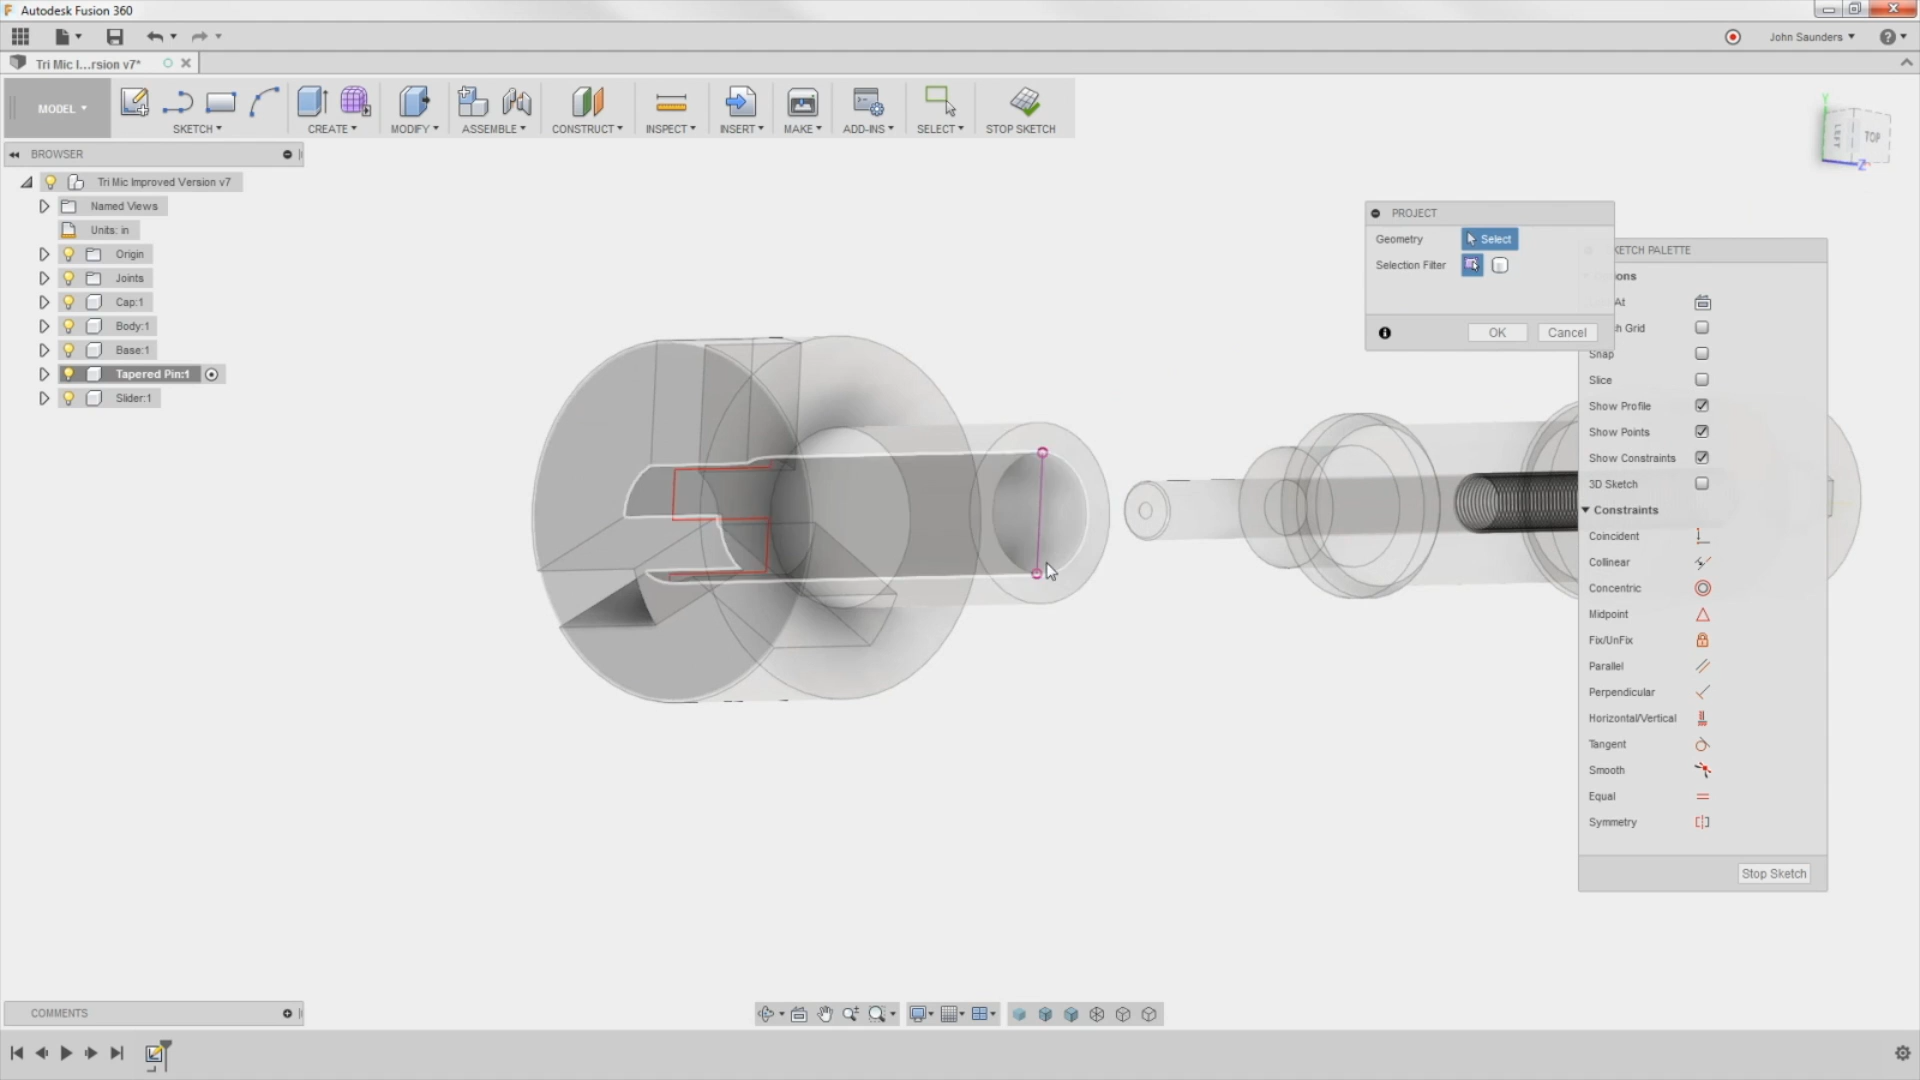 Autodesk Fusion 360
John Saunders
Tri Mic I...rsion v7*
MODEL
SKETCH
CREATE
MODIFY
ASSEMBLE
CONSTRUCT
INSPECT
INSERT
MAKE
ADD-INS
SELECT
STOP SKETCH
LEFT
TOP
Y
Z
BROWSER
Tri Mic Improved Version v7
Named Views
Units: in
Origin
Joints
Cap:1
Body:1
Base:1
Tapered Pin:1
Slider:1
PROJECT
Geometry
Select
Selection Filter
OK
Cancel
KETCH PALETTE
ions
At
h Grid
Snap
Slice
Show Profile
Show Points
Show Constraints
3D Sketch
Constraints
Coincident
Collinear
Concentric
Midpoint
Fix/UnFix
Parallel
Perpendicular
Horizontal/Vertical
Tangent
Smooth
Equal
Symmetry
Stop Sketch
COMMENTS